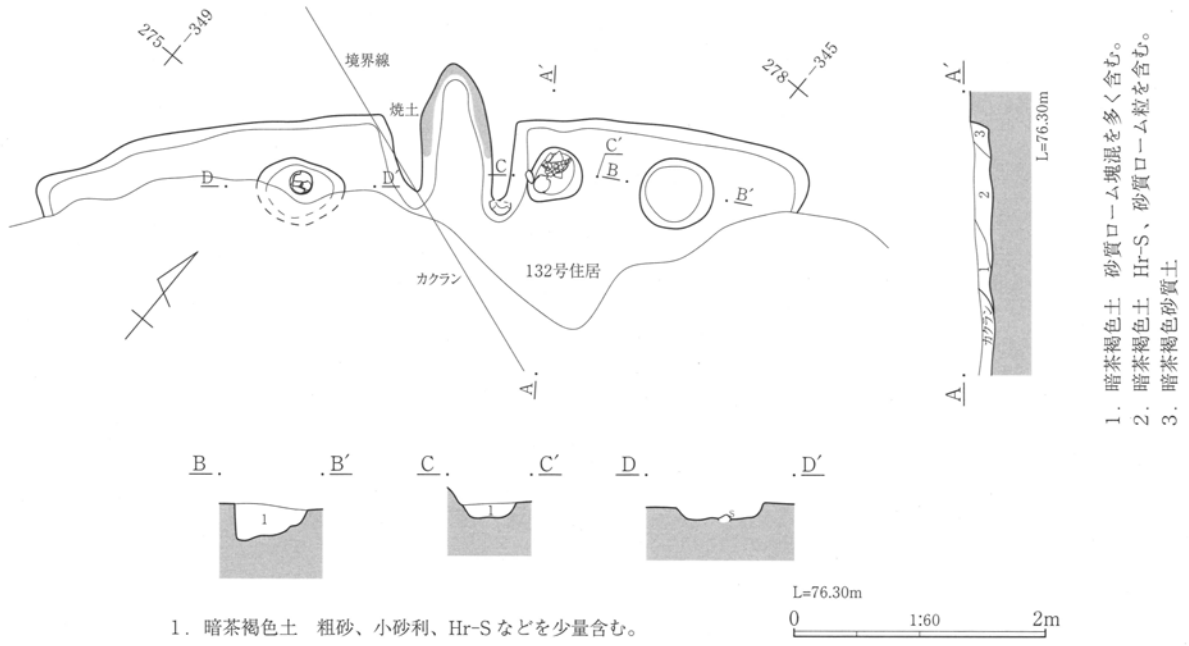 275
-349
境界線
焼土
A´
278
-345
C´
C
B
D
D´
B´
132号住居
カクラン
A
A´
L=76.30m
3
2
1
カクラン
A
1. 暗茶褐色土 砂質ローム塊混を多く含む。
2. 暗茶褐色土 Hr-S、砂質ローム粒を含む。
3. 暗茶褐色砂質土
B
B´
C
C´
D
D´
1
1
s
1. 暗茶褐色土 粗砂、小砂利、Hr-Sなどを少量含む。
L=76.30m
0
1:60
2m